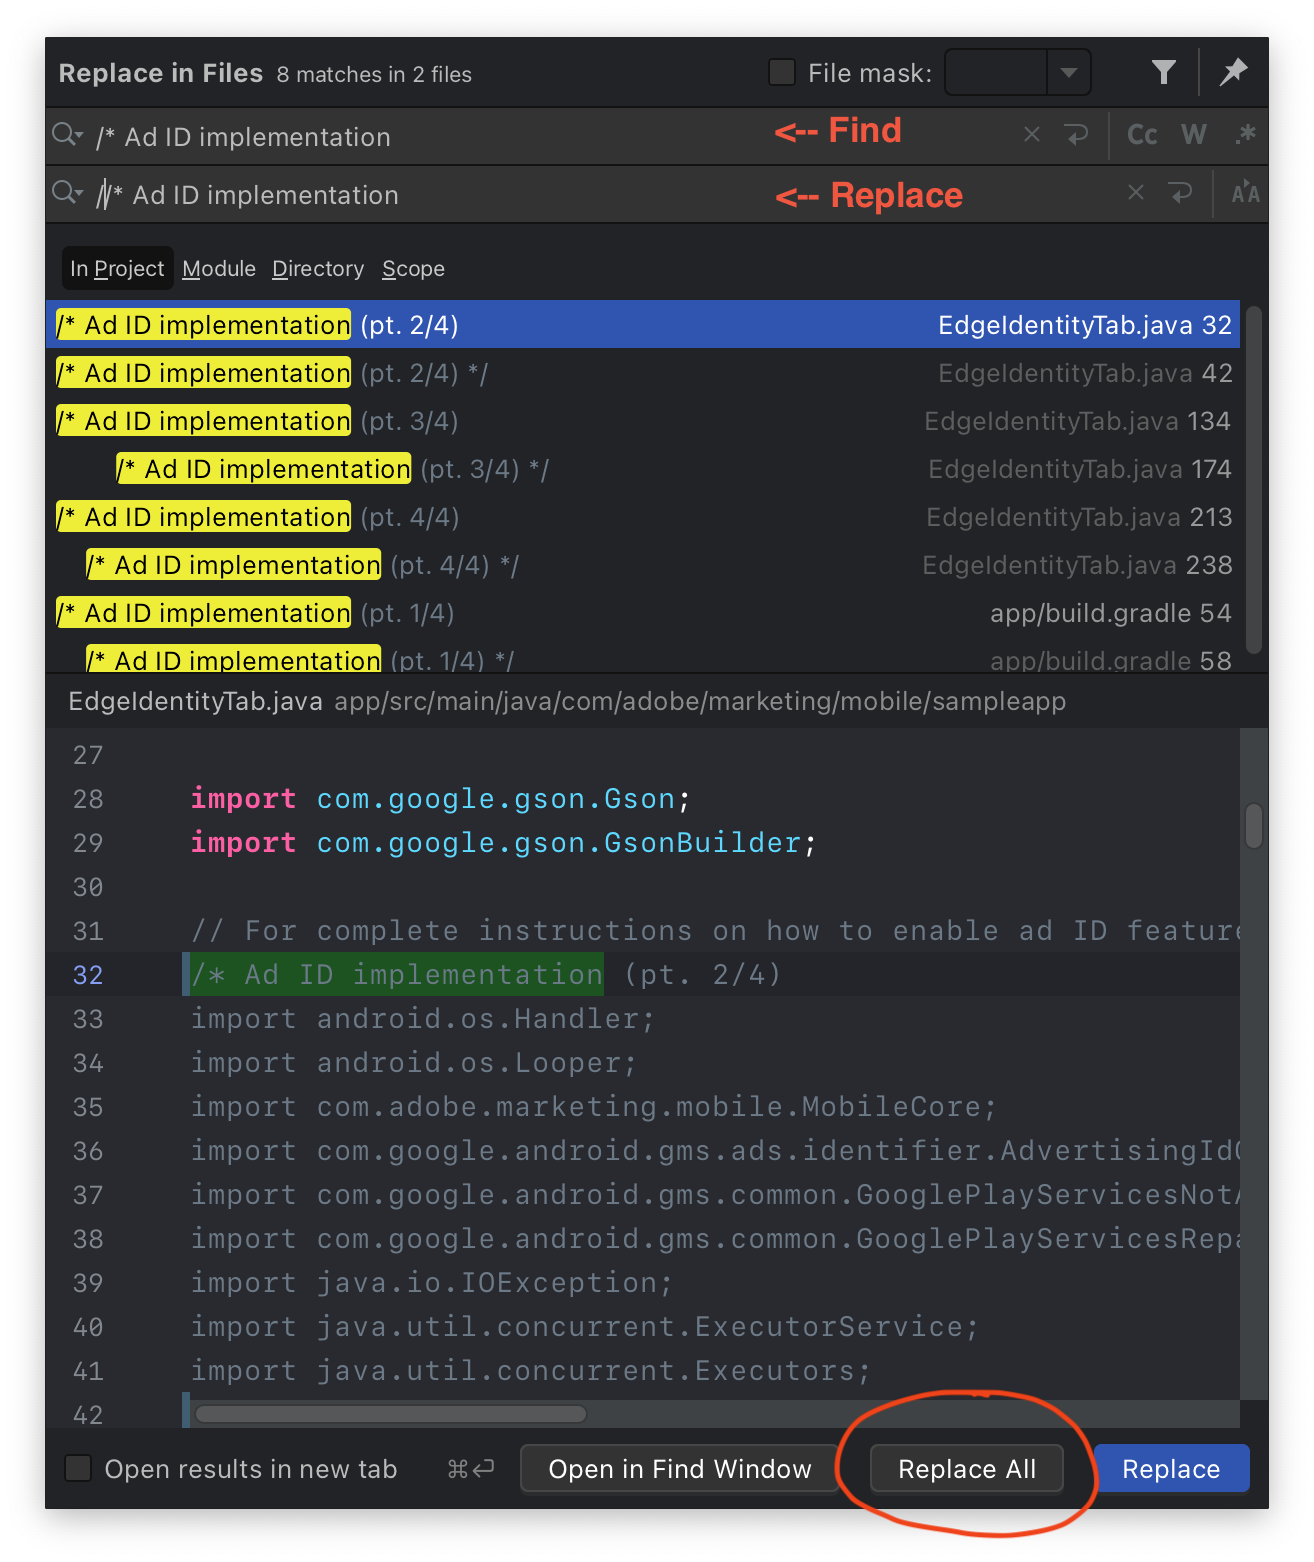 Replace in Files 8 matches in 2 files File mask:
/* Ad ID implementation <-- Find Cc W .*
//* Ad ID implementation <-- Replace AA
In Project Module Directory Scope
/* Ad ID implementation (pt. 2/4) EdgeIdentityTab.java 32
/* Ad ID implementation (pt. 2/4) */ EdgeIdentityTab.java 42
/* Ad ID implementation (pt. 3/4) EdgeIdentityTab.java 134
/* Ad ID implementation (pt. 3/4) */ EdgeIdentityTab.java 174
/* Ad ID implementation (pt. 4/4) EdgeIdentityTab.java 213
/* Ad ID implementation (pt. 4/4) */ EdgeIdentityTab.java 238
/* Ad ID implementation (pt. 1/4) app/build.gradle 54
/* Ad ID implementation (pt. 1/4) */ app/build.gradle 58
EdgeIdentityTab.java app/src/main/java/com/adobe/marketing/mobile/sampleapp
27
28 import com.google.gson.Gson;
29 import com.google.gson.GsonBuilder;
30
31 // For complete instructions on how to enable ad ID feature
32 /* Ad ID implementation (pt. 2/4)
33 import android.os.Handler;
34 import android.os.Looper;
35 import com.adobe.marketing.mobile.MobileCore;
36 import com.google.android.gms.ads.identifier.AdvertisingIdC
37 import com.google.android.gms.common.GooglePlayServicesNotA
38 import com.google.android.gms.common.GooglePlayServicesRepa
39 import java.io.IOException;
40 import java.util.concurrent.ExecutorService;
41 import java.util.concurrent.Executors;
42
Open results in new tab ⌘↩ Open in Find Window Replace All Replace